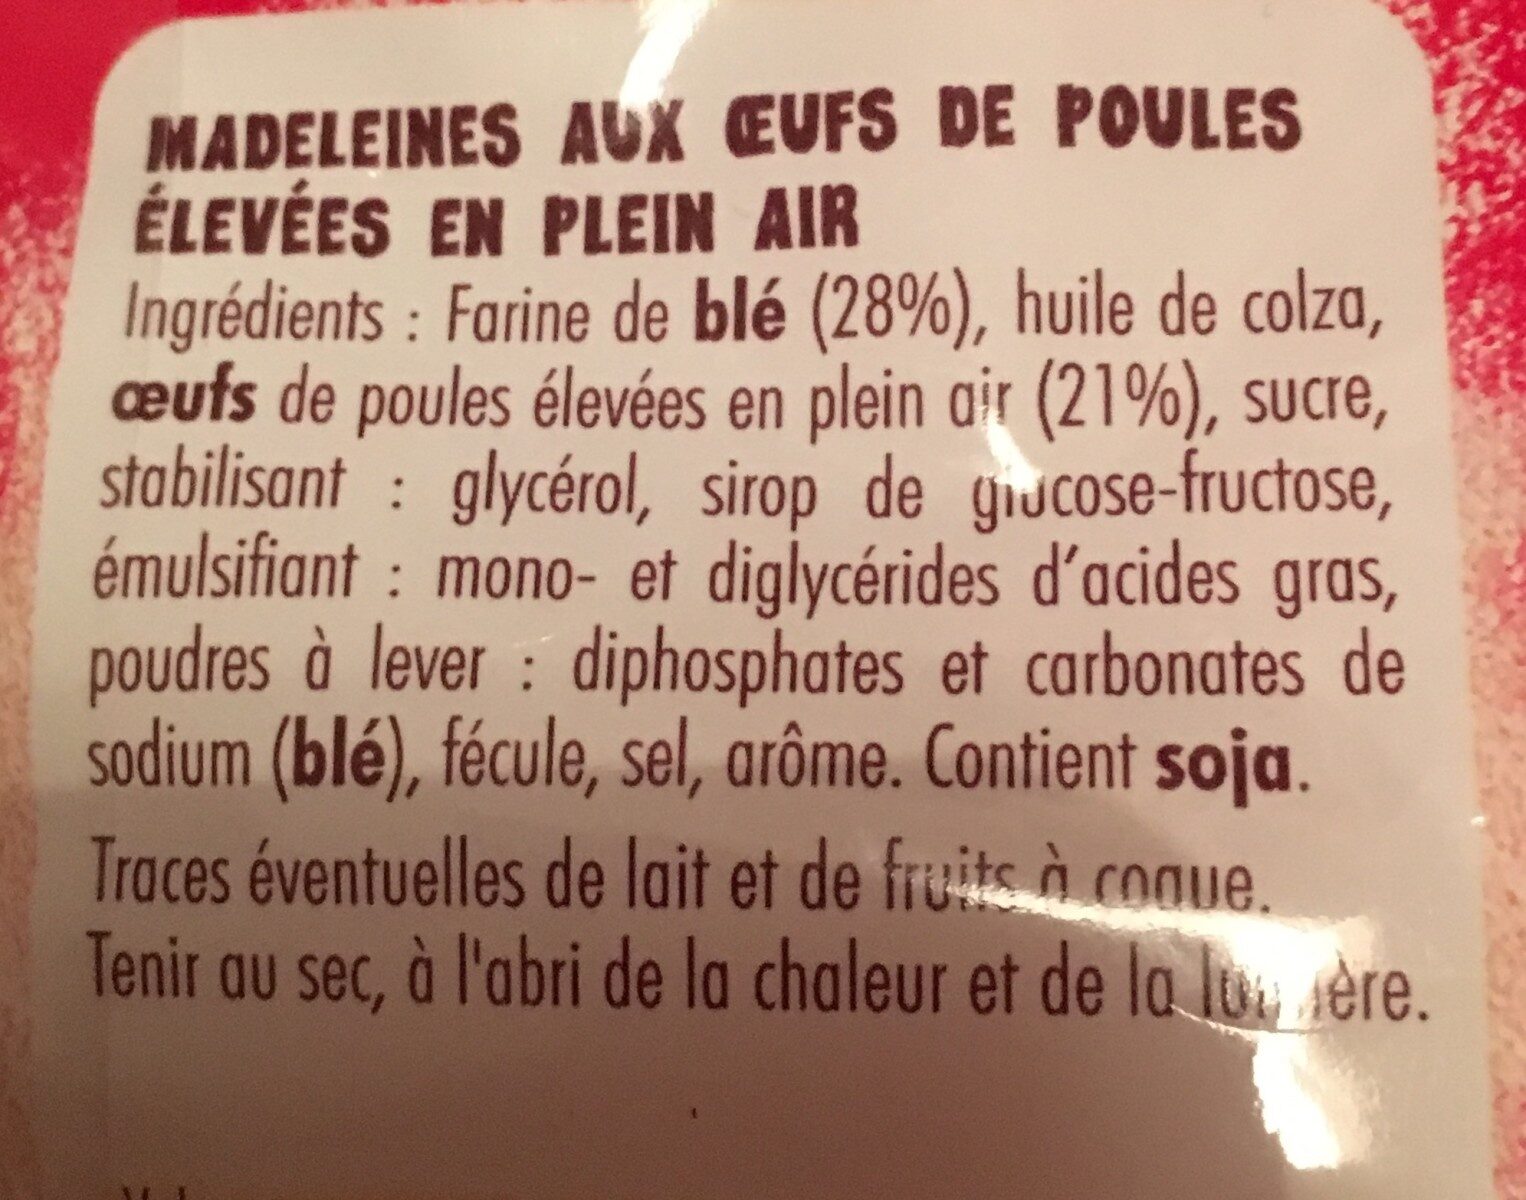 MADELEINES AUX ŒUFS DE POULES
ÉLEVÉES EN PLEIN AIR
Ingrédients : Farine de blé (28%), huile de colza,
œufs de poules élevées en plein air (21%), sucre,
stabilisant : glycérol, sirop de glucose-fructose,
émulsifiant : mono- et diglycérides d'acides gras,
poudres à lever : diphosphates et carbonates de
sodium (blé), fécule, sel, arôme. Contient soja.
Traces éventuelles de lait et de fruits à coque.
Tenir au sec, à l'abri de la chaleur et de la lumière.